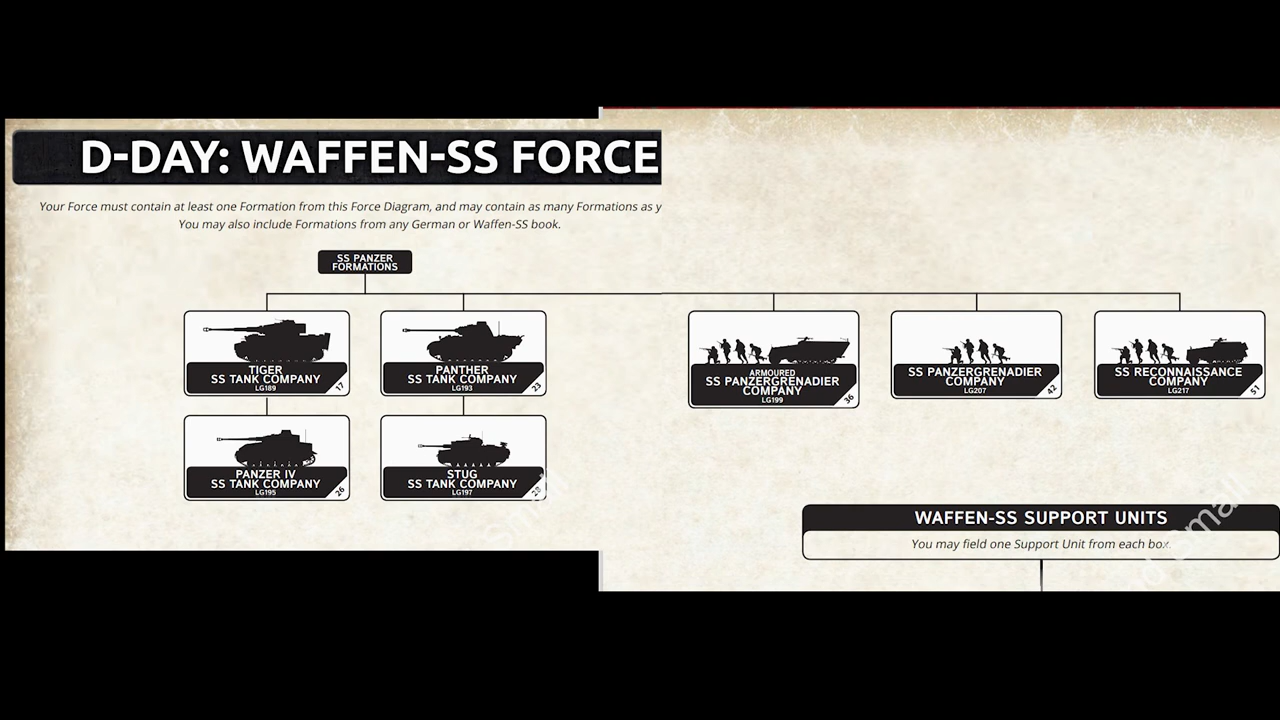 D-DAY: WAFFEN-SS FORCE
Your Force must contain at least one Formation from this Force Diagram, and may contain as many Formations as y
You may also include Formations from any German or Waffen-SS book.
SS PANZER
FORMATIONS
TIGER
SS TANK COMPANY
LG189
17
PANTHER
SS TANK COMPANY
LG193
23
ARMOURED
SS PANZERGRENADIER
COMPANY
LG199
36
SS PANZERGRENADIER
COMPANY
LG207
42
SS RECONNAISSANCE
COMPANY
LG217
51
PANZER IV
SS TANK COMPANY
LG195
26
STUG
SS TANK COMPANY
LG197
WAFFEN-SS SUPPORT UNITS
You may field one Support Unit from each box.